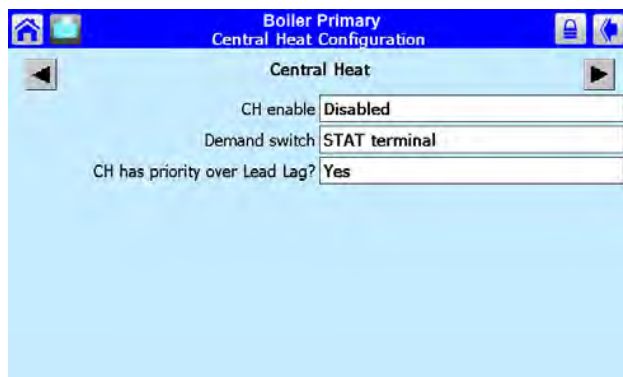 Boiler Primary
Central Heat Configuration
Central Heat
CH enable Disabled
Demand switch STAT terminal
CH has priority over Lead Lag? Yes